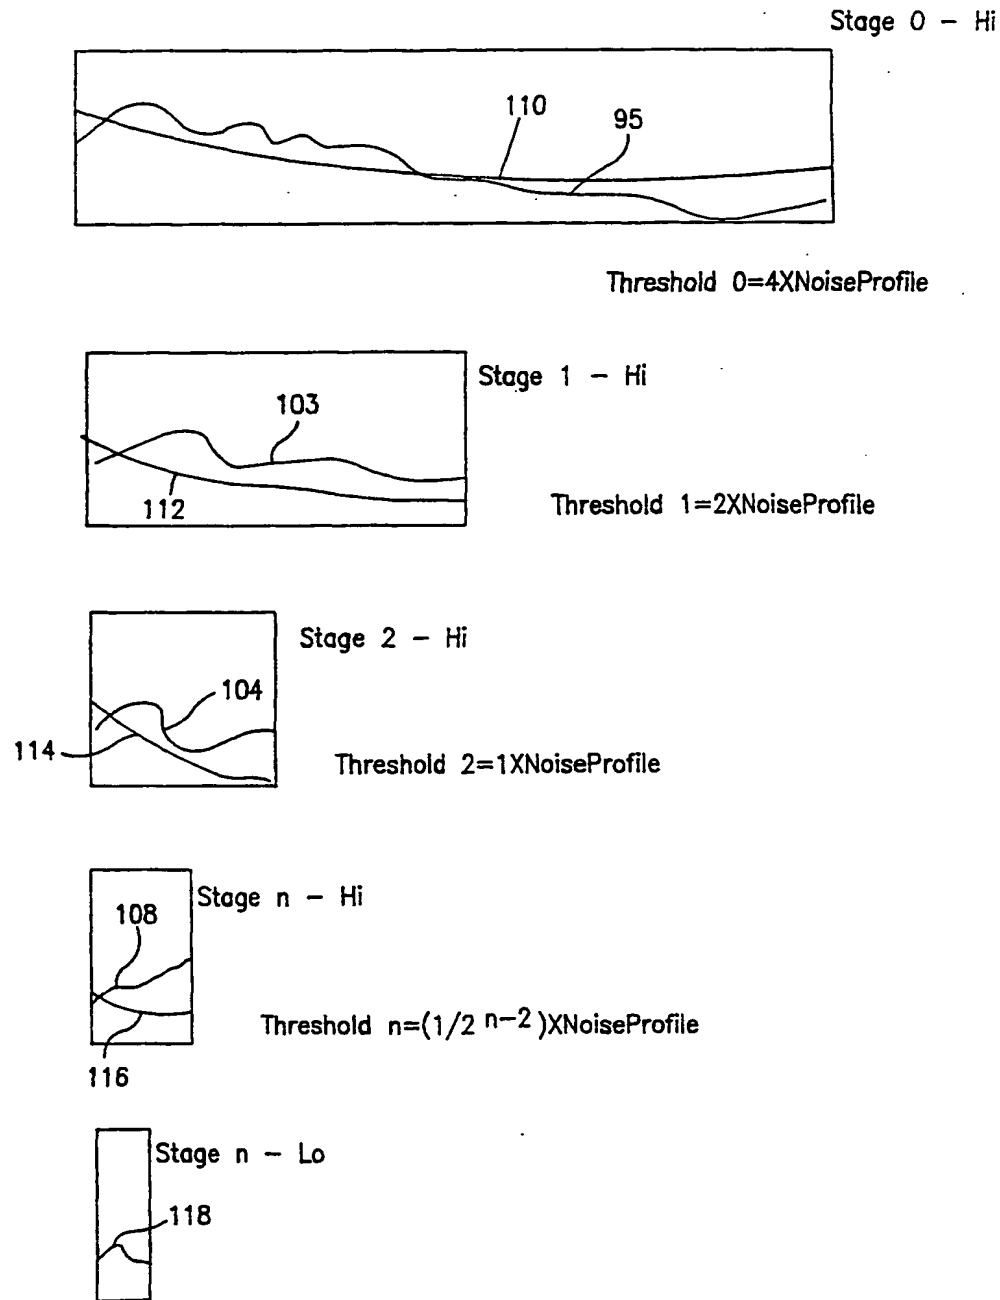 Stage 0 - Hi
110
95
Threshold 0=4XNoiseProfile
Stage 1 - Hi
103
112
Threshold 1=2XNoiseProfile
Stage 2 - Hi
104
114
Threshold 2=1XNoiseProfile
Stage n - Hi
108
Threshold n=(1/2 n-2)XNoiseProfile
116
Stage n - Lo
118